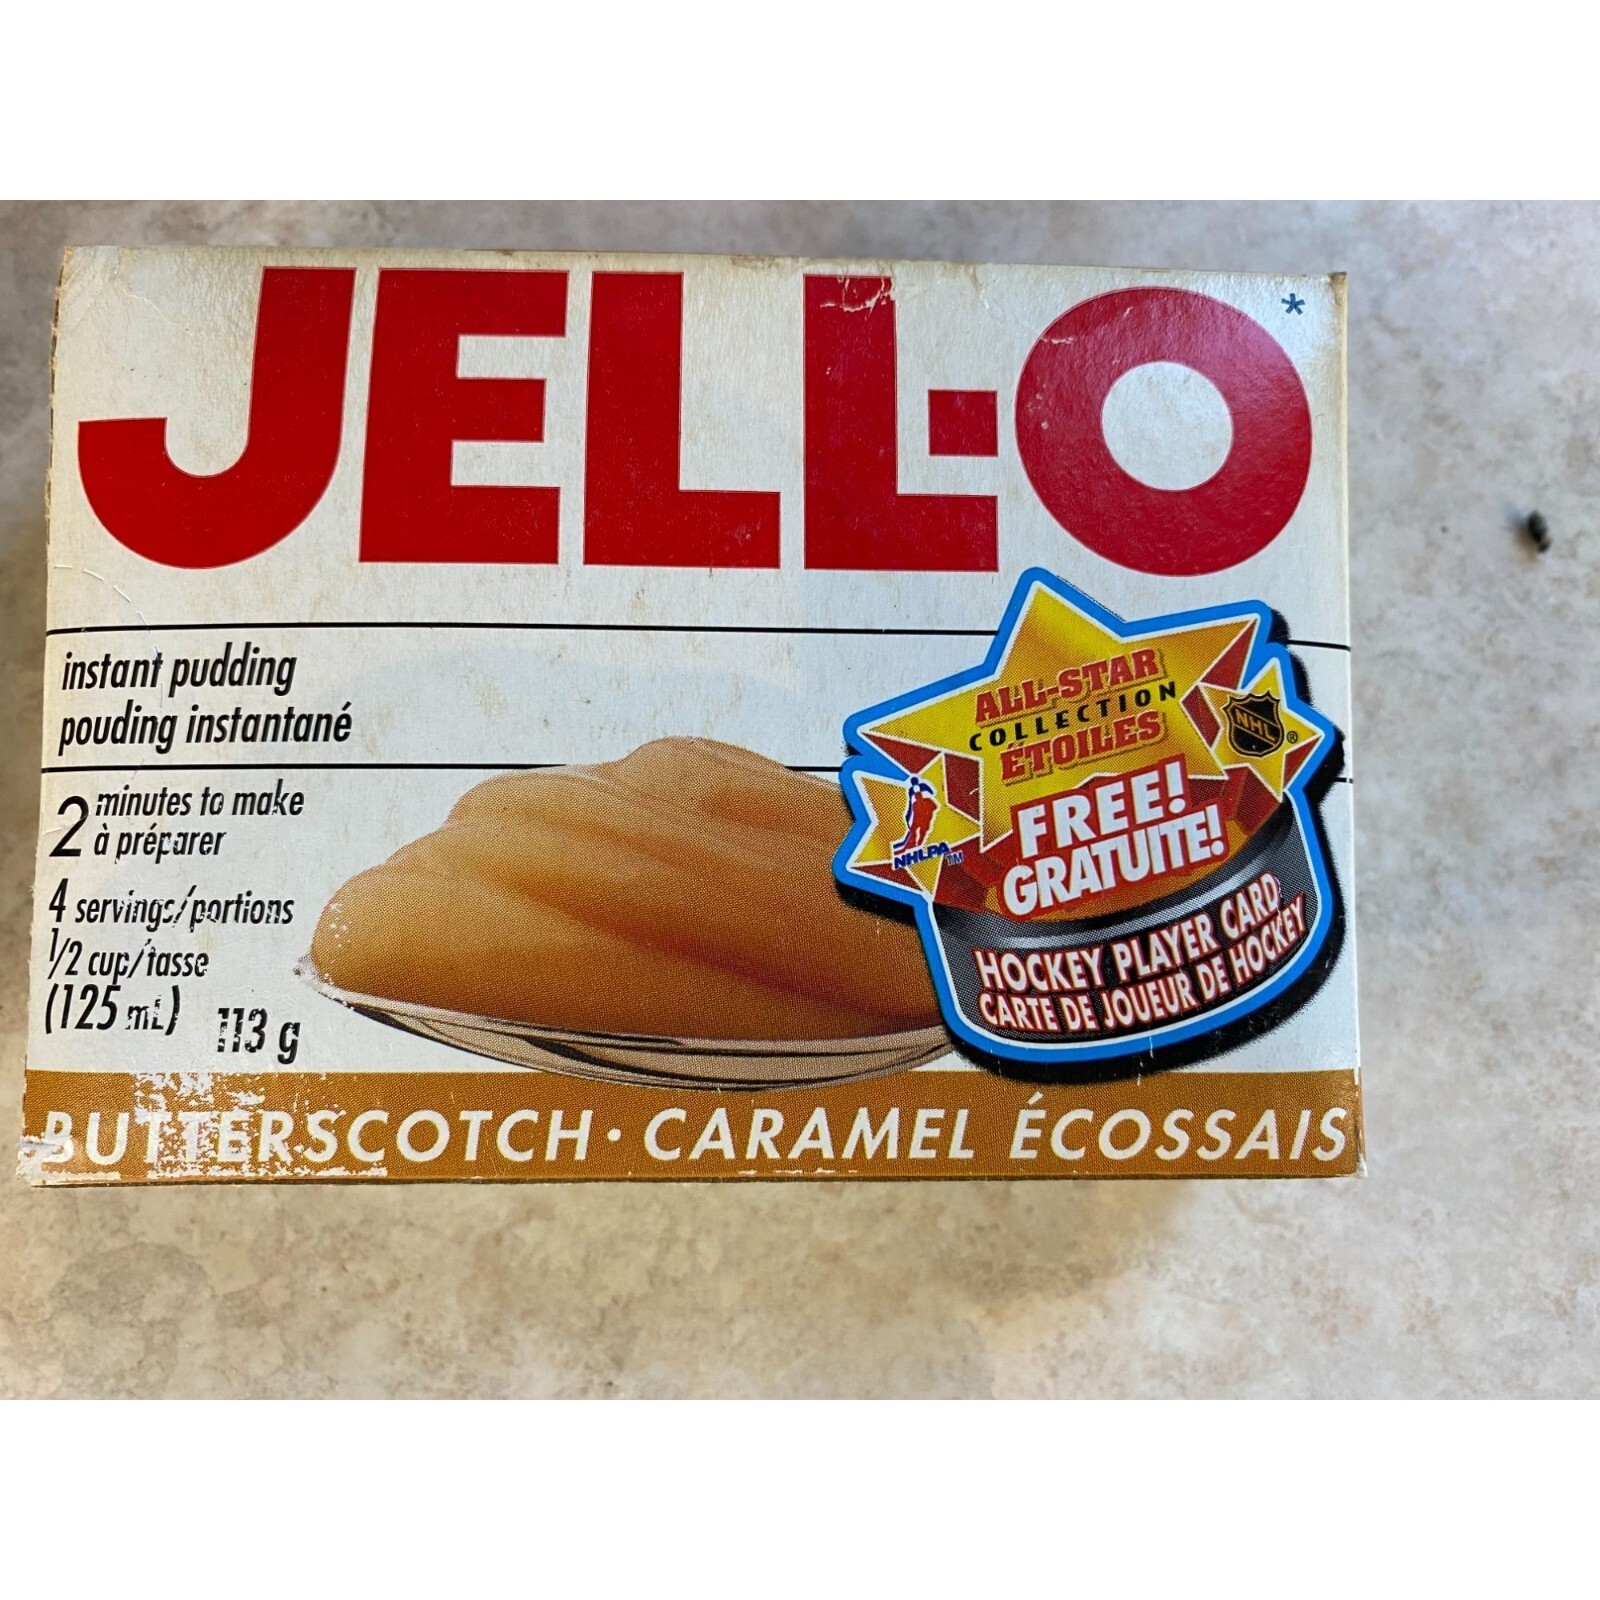 JELL-O*
instant pudding
pouding instantané
2 minutes to make
à préparer
4 servings/portions
1/2 cup/tasse
(125 mL)
113 g
ALL-STAR
COLLECTION
ÉTOILES
NHL®
NHLPA™
FREE!
GRATUITE!
HOCKEY PLAYER CARD
CARTE DE JOUEUR DE HOCKEY
BUTTERSCOTCH · CARAMEL ÉCOSSAIS